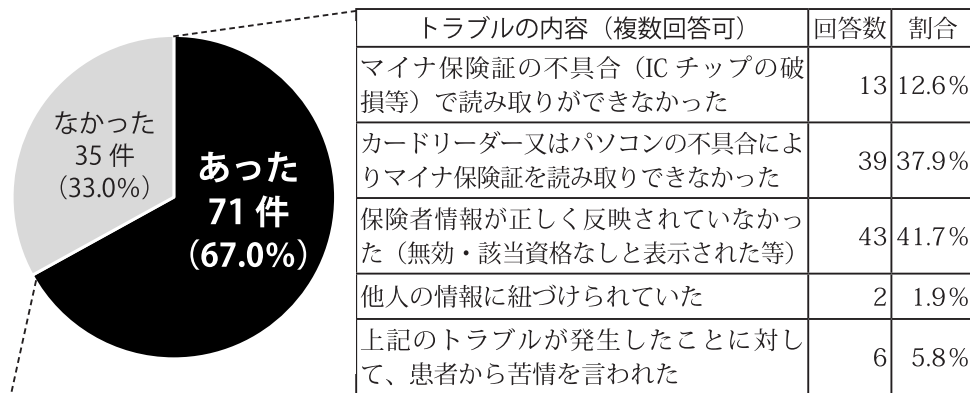 なかった
35 件
（33.0%）
あった
71 件
（67.0%）
トラブルの内容（複数回答可） 回答数 割合
マイナ保険証の不具合（IC チップの破
損等）で読み取りができなかった 13 12.6%
カードリーダー又はパソコンの不具合によ
りマイナ保険証を読み取りできなかった 39 37.9%
保険者情報が正しく反映されていなかっ
た（無効・該当資格なしと表示された等） 43 41.7%
他人の情報に紐づけられていた 2 1.9%
上記のトラブルが発生したことに対し
て、患者から苦情を言われた 6 5.8%